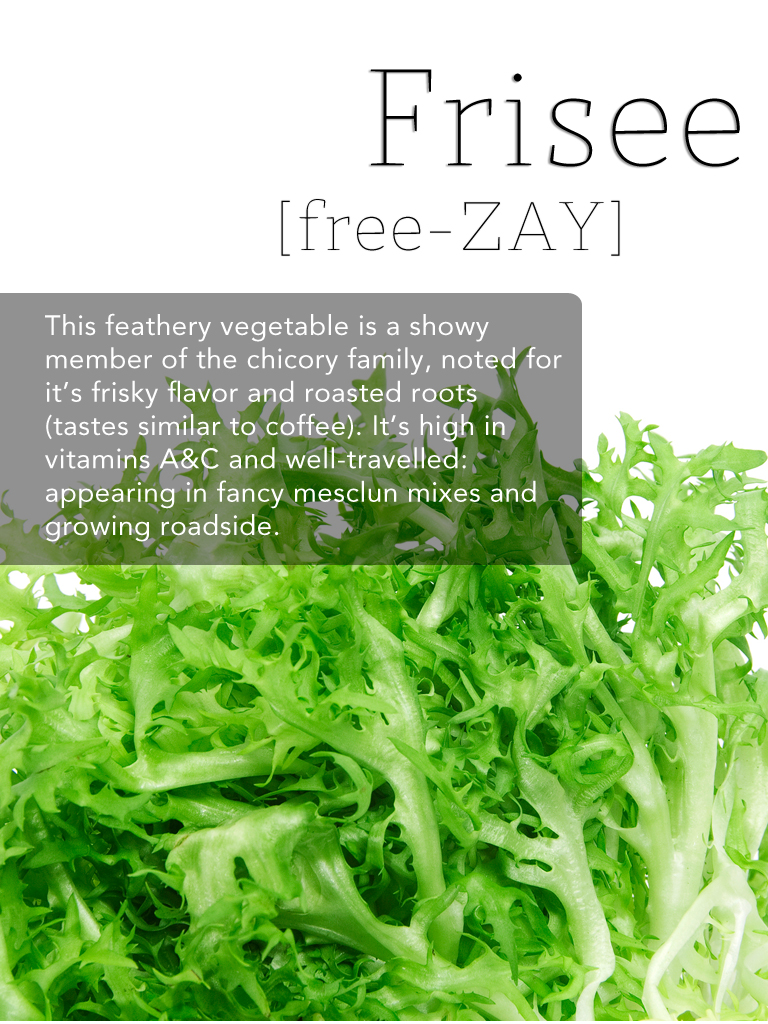 Frisee
[free-ZAY]
This feathery vegetable is a showy
member of the chicory family, noted for
it’s frisky flavor and roasted roots
(tastes similar to coffee). It’s high in
vitamins A&C and well-travelled:
appearing in fancy mesclun mixes and
growing roadside.